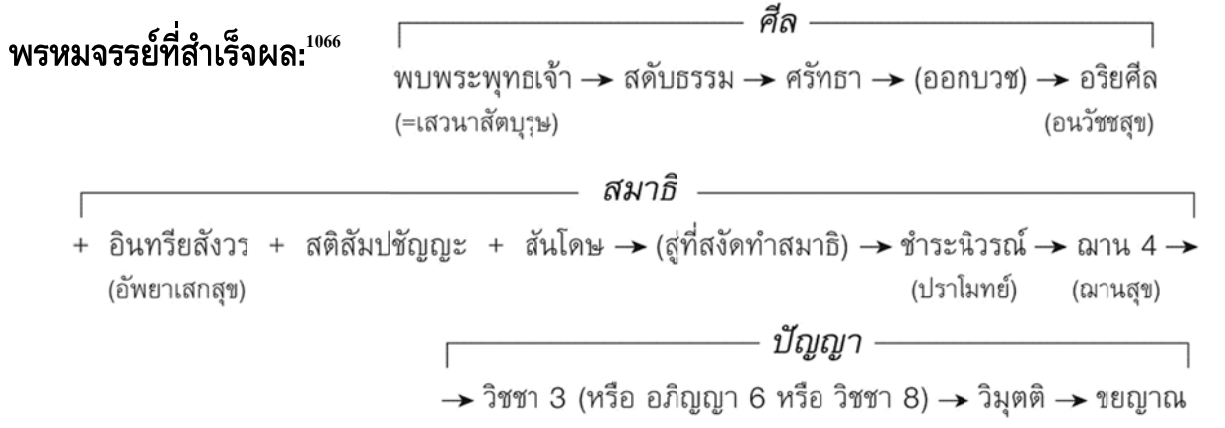 ศีล
พรหมจรรย์ที่สำเร็จผล:1066
พบพระพุทธเจ้า → สดับธรรม → ศรัทธา → (ออกบวช) → อริยศีล
(=เสวนาสัตบุรุษ) (อนวัชชสุข)
สมาธิ
+ อินทรียสังวร + สติสัมปชัญญะ + สันโดษ → (สู่ที่สงัดทำสมาธิ) → ชำระนิวรณ์ → ฌาน 4 →
(อัพยาเสกสุข) (ปราโมทย์) (ฌานสุข)
ปัญญา
→ วิชชา 3 (หรือ อภิญญา 6 หรือ วิชชา 8) → วิมุตติ → ขยญาณ